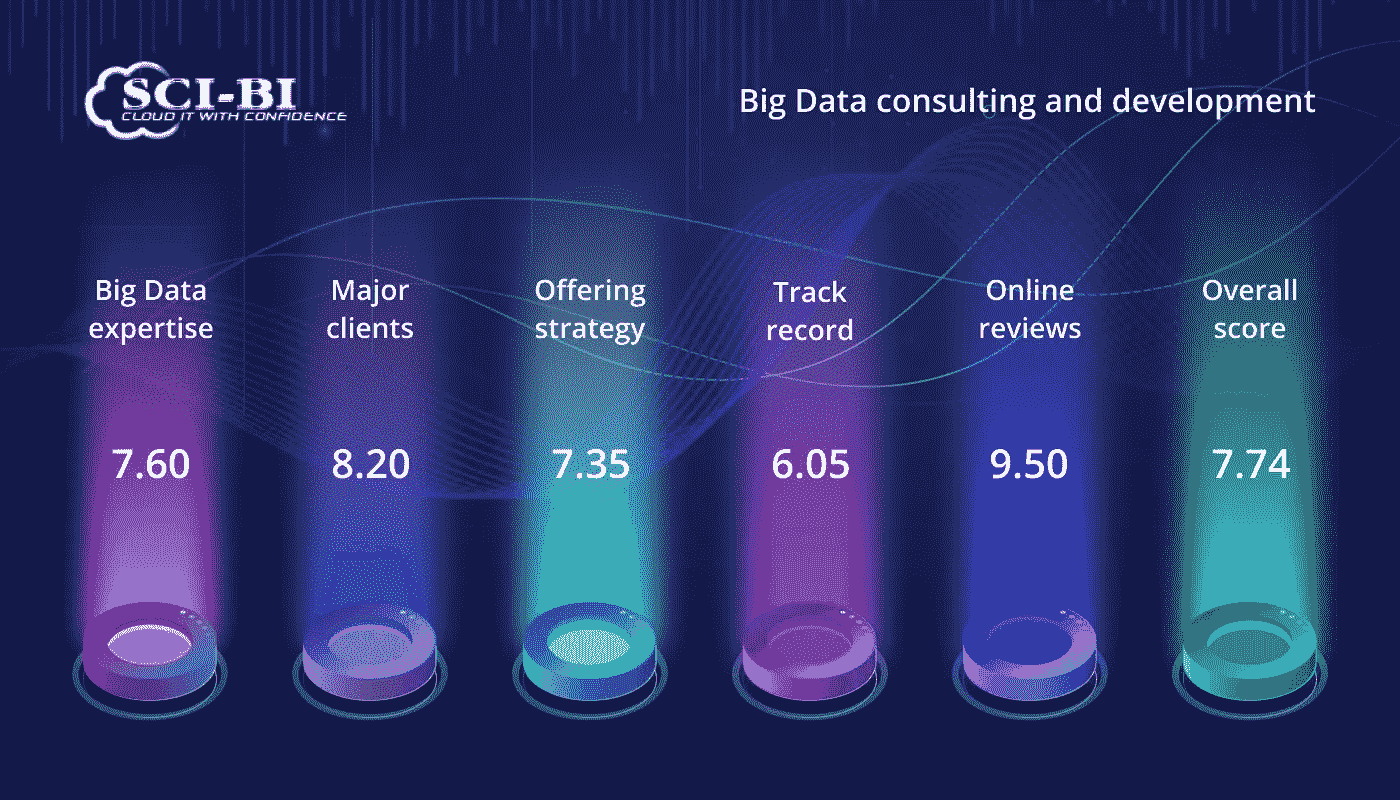 SCI-BI
CLOUD IT WITH CONFIDENCE
Big Data consulting and development
Big Data
expertise
7.60
Major
clients
8.20
Offering
strategy
7.35
Track
record
6.05
Online
reviews
9.50
Overall
score
7.74